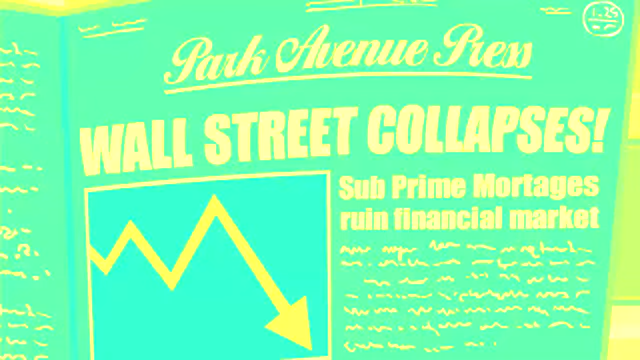 Park Avenue Press
WALL STREET COLLAPSES!
Sub Prime Mortages
ruin financial market